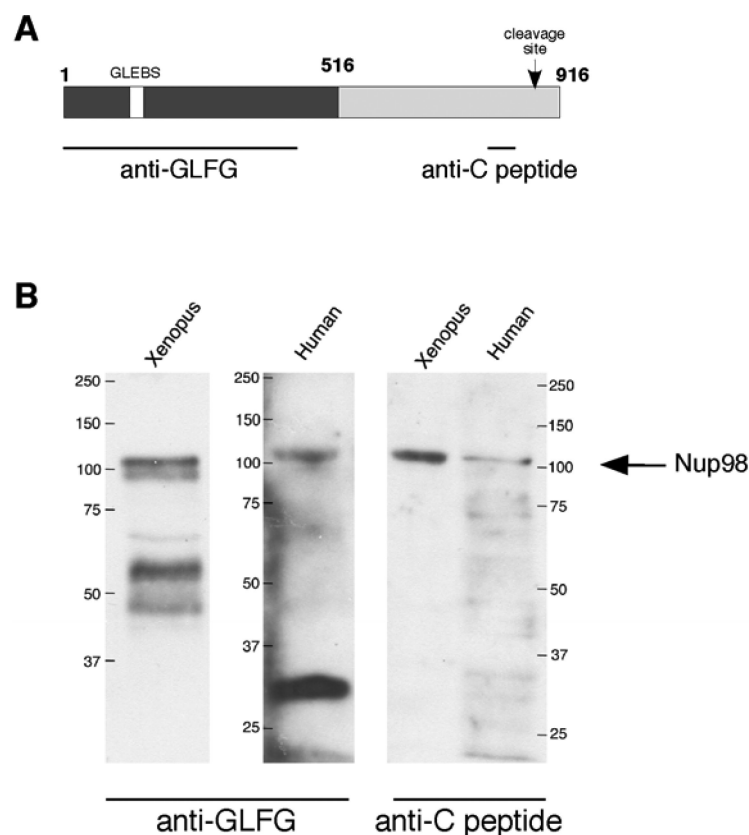 A
cleavage
site
1
GLEBS
516
916
anti-GLFG
anti-C peptide
B
Xenopus
Human
Xenopus
Human
250
150
100
75
50
37
250
150
100
75
50
37
25
250
150
100
75
50
37
25
Nup98
anti-GLFG
anti-C peptide